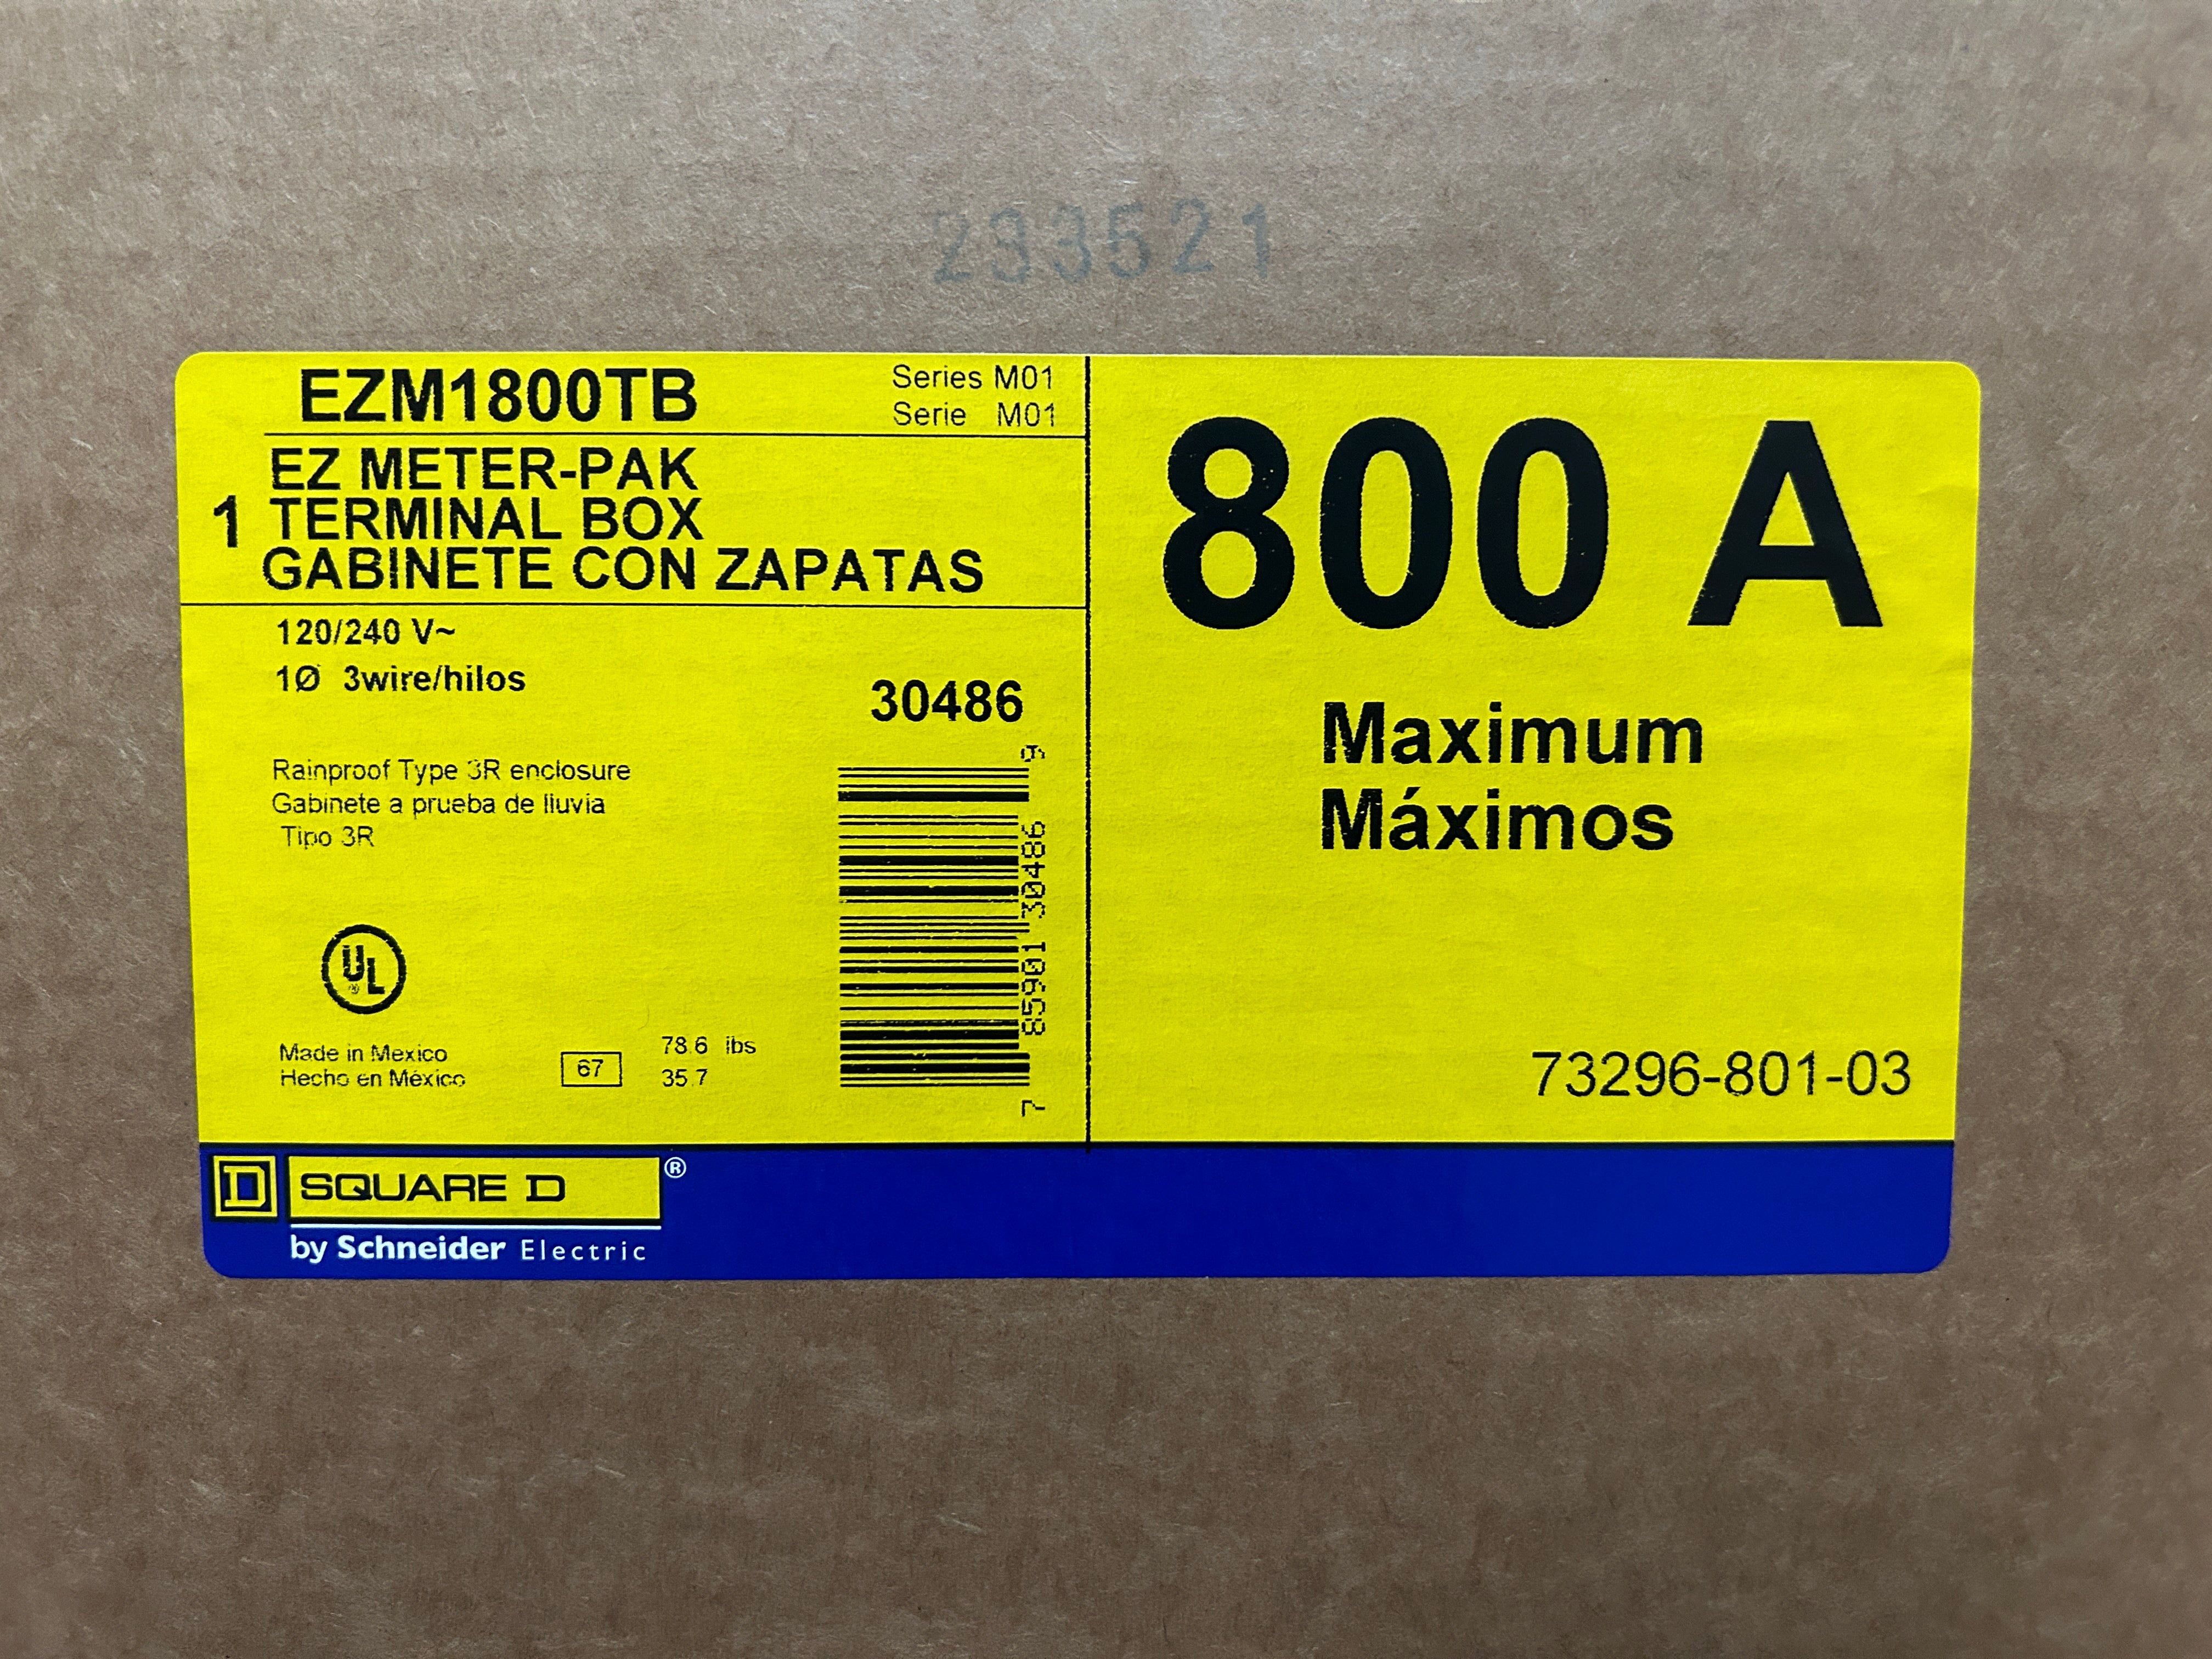 233521
EZM1800TB
Series M01
Serie M01
1
EZ METER-PAK
TERMINAL BOX
GABINETE CON ZAPATAS
120/240 V~
1Ø 3wire/hilos
30486
Rainproof Type 3R enclosure
Gabinete a prueba de lluvia
Tipo 3R
7 85901 30486 9
UL
®
Made in Mexico
Hecho en México
67
78.6 lbs
35.7
800 A
Maximum
Máximos
73296-801-03
D SQUARE D ®
by Schneider Electric